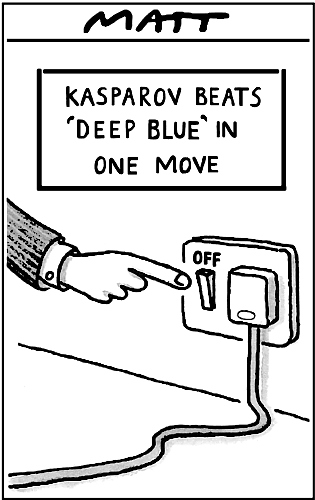 MATT
KASPAROV BEATS
'DEEP BLUE' IN
ONE MOVE
OFF